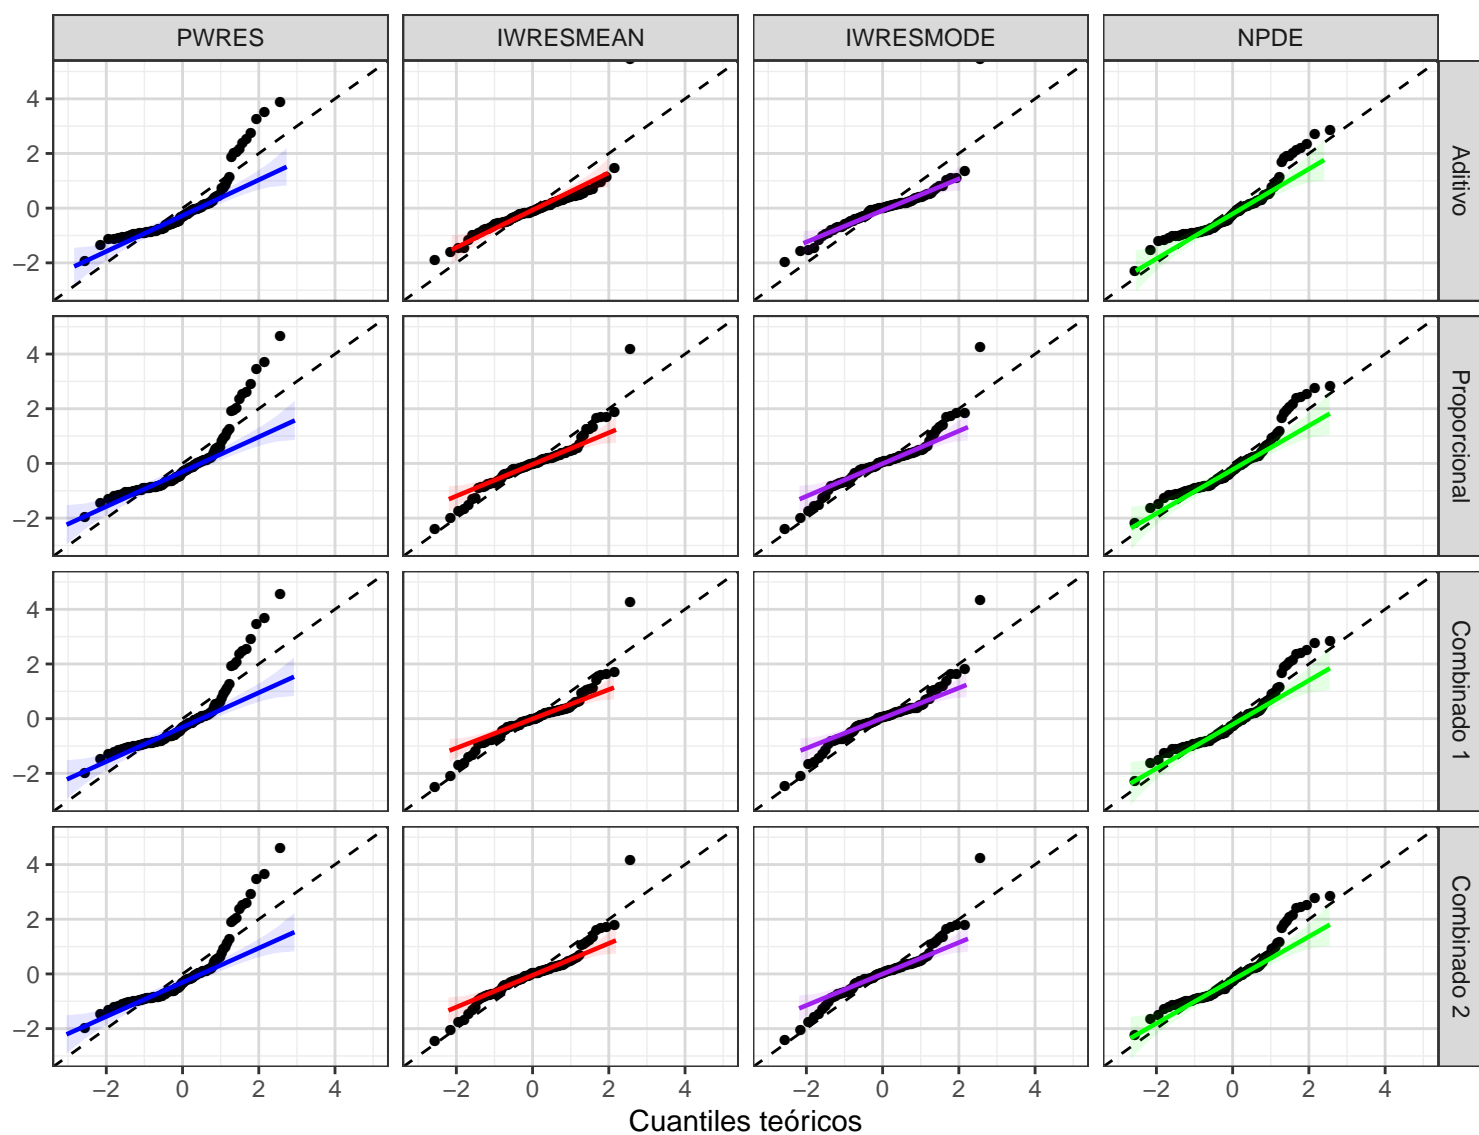 PWRES IWRESMEAN IWRESMODE NPDE
4
2
0
−2
Aditivo
4
2
0
−2
Proporcional
4
2
0
−2
Combinado 1
4
2
0
−2
Combinado 2
−2 0 2 4 −2 0 2 4 −2 0 2 4 −2 0 2 4
Cuantiles teóricos